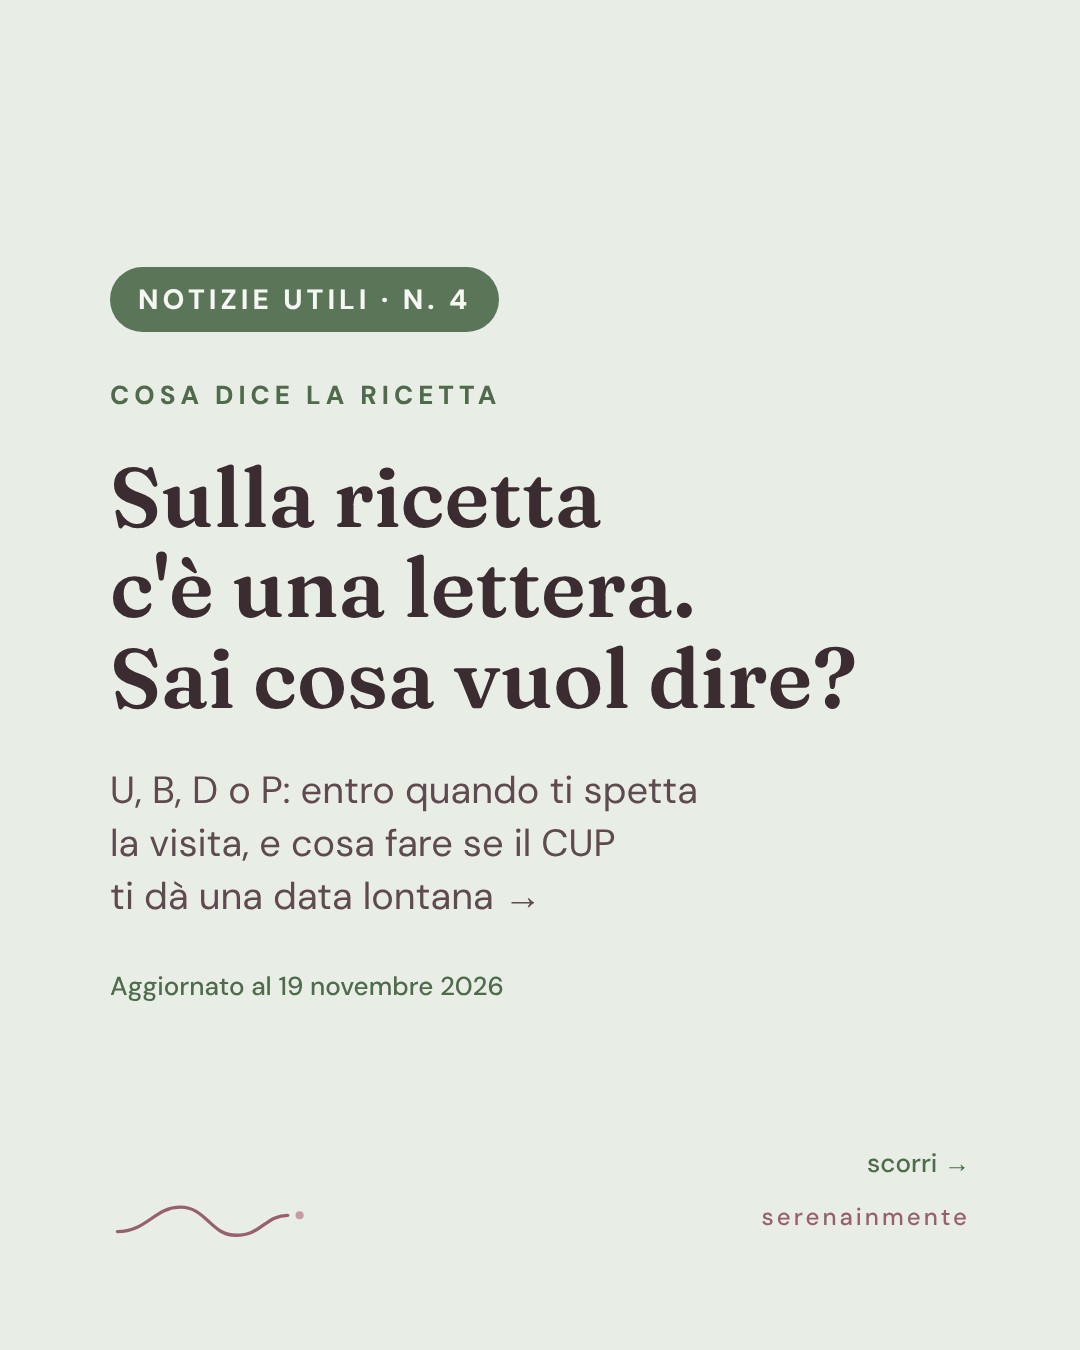 NOTIZIE UTILI · N. 4
COSA DICE LA RICETTA
Sulla ricetta
c'è una lettera.
Sai cosa vuol dire?
U, B, D o P: entro quando ti spetta
la visita, e cosa fare se il CUP
ti dà una data lontana →
Aggiornato al 19 novembre 2026
scorri →
serenainmente